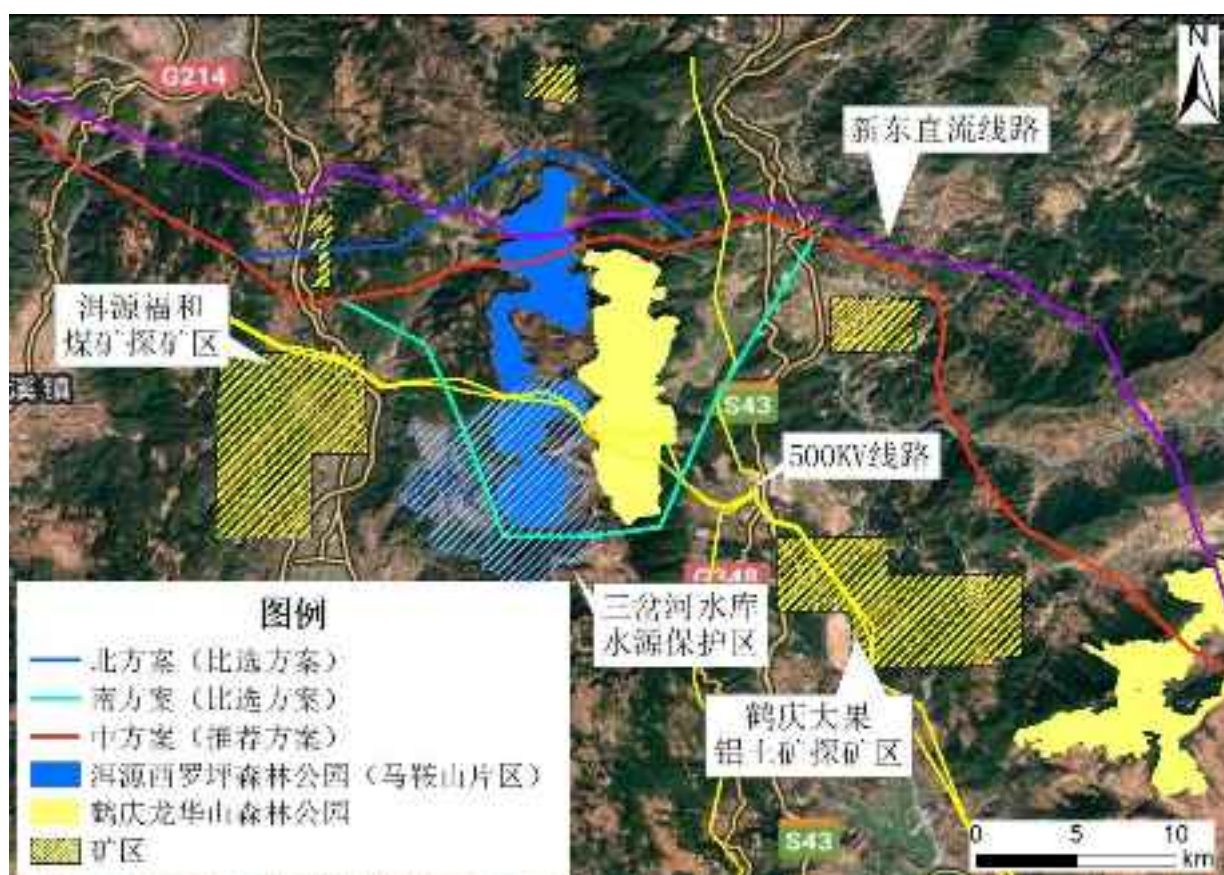 G214
N
新东直流线路
洱源福和
煤矿探矿区
溪镇
S43
500KV线路
G348
三岔河水库
水源保护区
鹤庆大果
铝土矿探矿区
S43
图例
北方案（比选方案）
南方案（比选方案）
中方案（推荐方案）
洱源西罗坪森林公园（马鞍山片区）
鹤庆龙华山森林公园
矿区
0 5 10
km